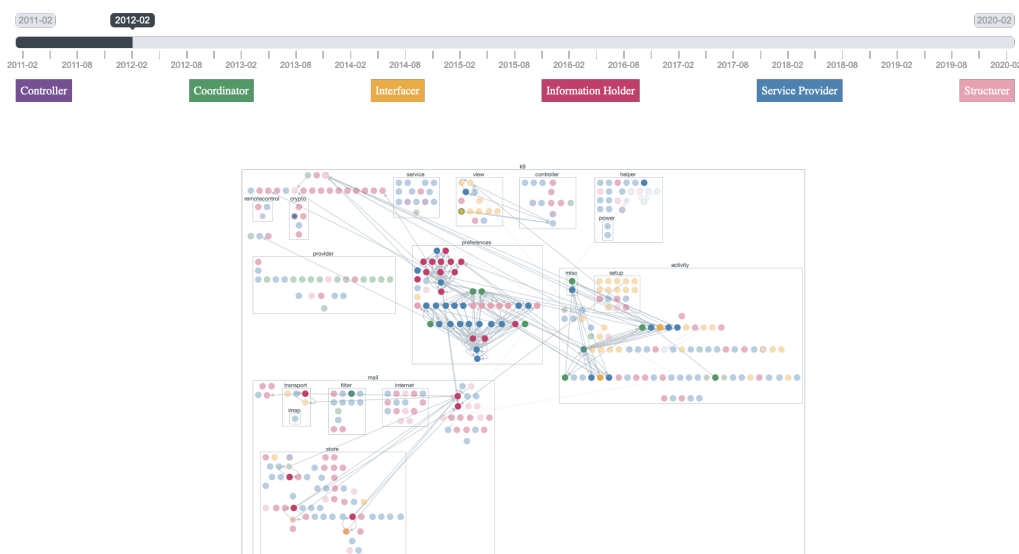 2011-02 2012-02 2020-02
2011-02 2011-08 2012-02 2012-08 2013-02 2013-08 2014-02 2014-08 2015-02 2015-08 2016-02 2016-08 2017-02 2017-08 2018-02 2018-08 2019-02 2019-08 2020-02
Controller Coordinator Interfacer Information Holder Service Provider Structurer
k9
service view controller helper
remotecontrol crypto
power
preferences
provider
activity
misc setup
mail
transport filter internet
imap
store